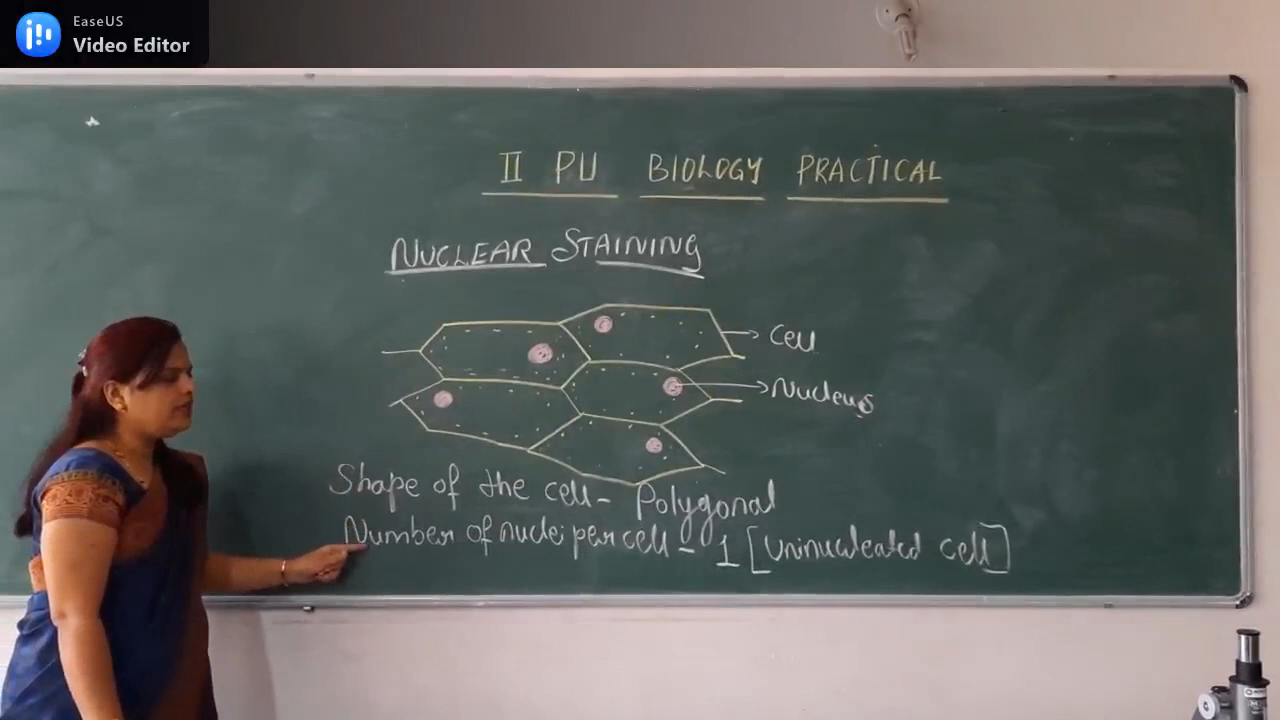 EaseUS
Video Editor
II PU BIOLOGY PRACTICAL
NUCLEAR STAINING
Cell
Nucleus
Shape of the cell - Polygonal
Number of nuclei per cell - 1 [Uninucleated cell]